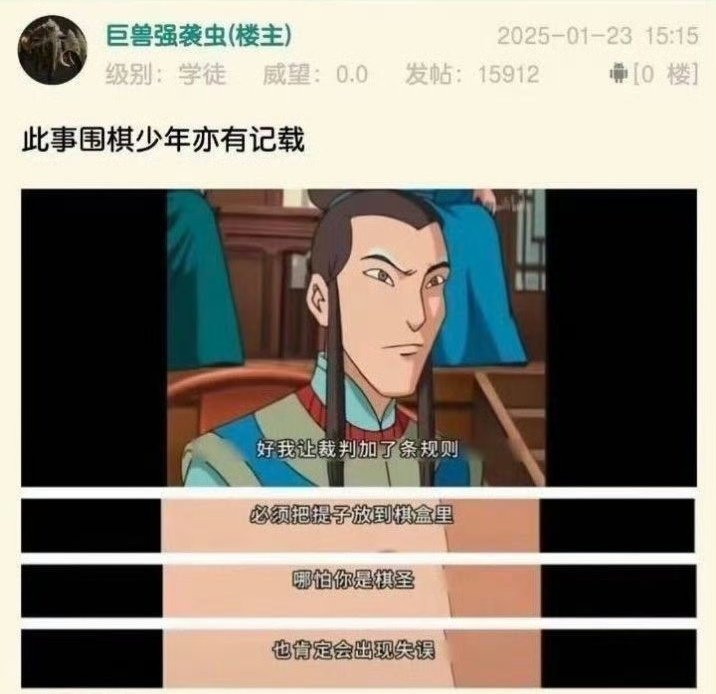 巨兽强袭虫(楼主)
2025-01-23 15:15
级别：学徒 威望：0.0 发帖：15912
[0 楼]
此事围棋少年亦有记载
好我让裁判加了条规则
必须把提子放到棋盒里
哪怕你是棋圣
也肯定会出现失误